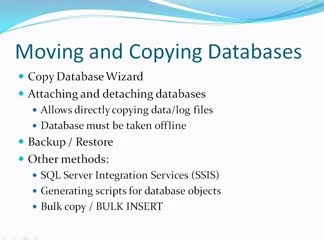 Moving and Copying Databases
Copy Database Wizard
Attaching and detaching databases
Allows directly copying data/log files
Database must be taken offline
Backup / Restore
Other methods:
SQL Server Integration Services (SSIS)
Generating scripts for database objects
Bulk copy / BULK INSERT